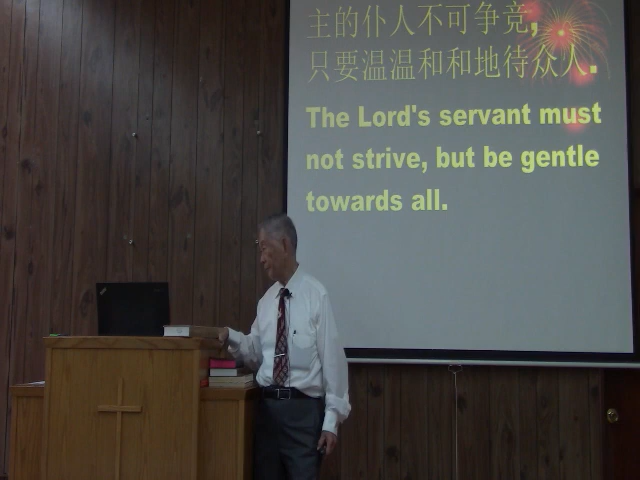 主的仆人不可争竞,
只要温温和和地待众人.
The Lord's servant must
not strive, but be gentle
towards all.